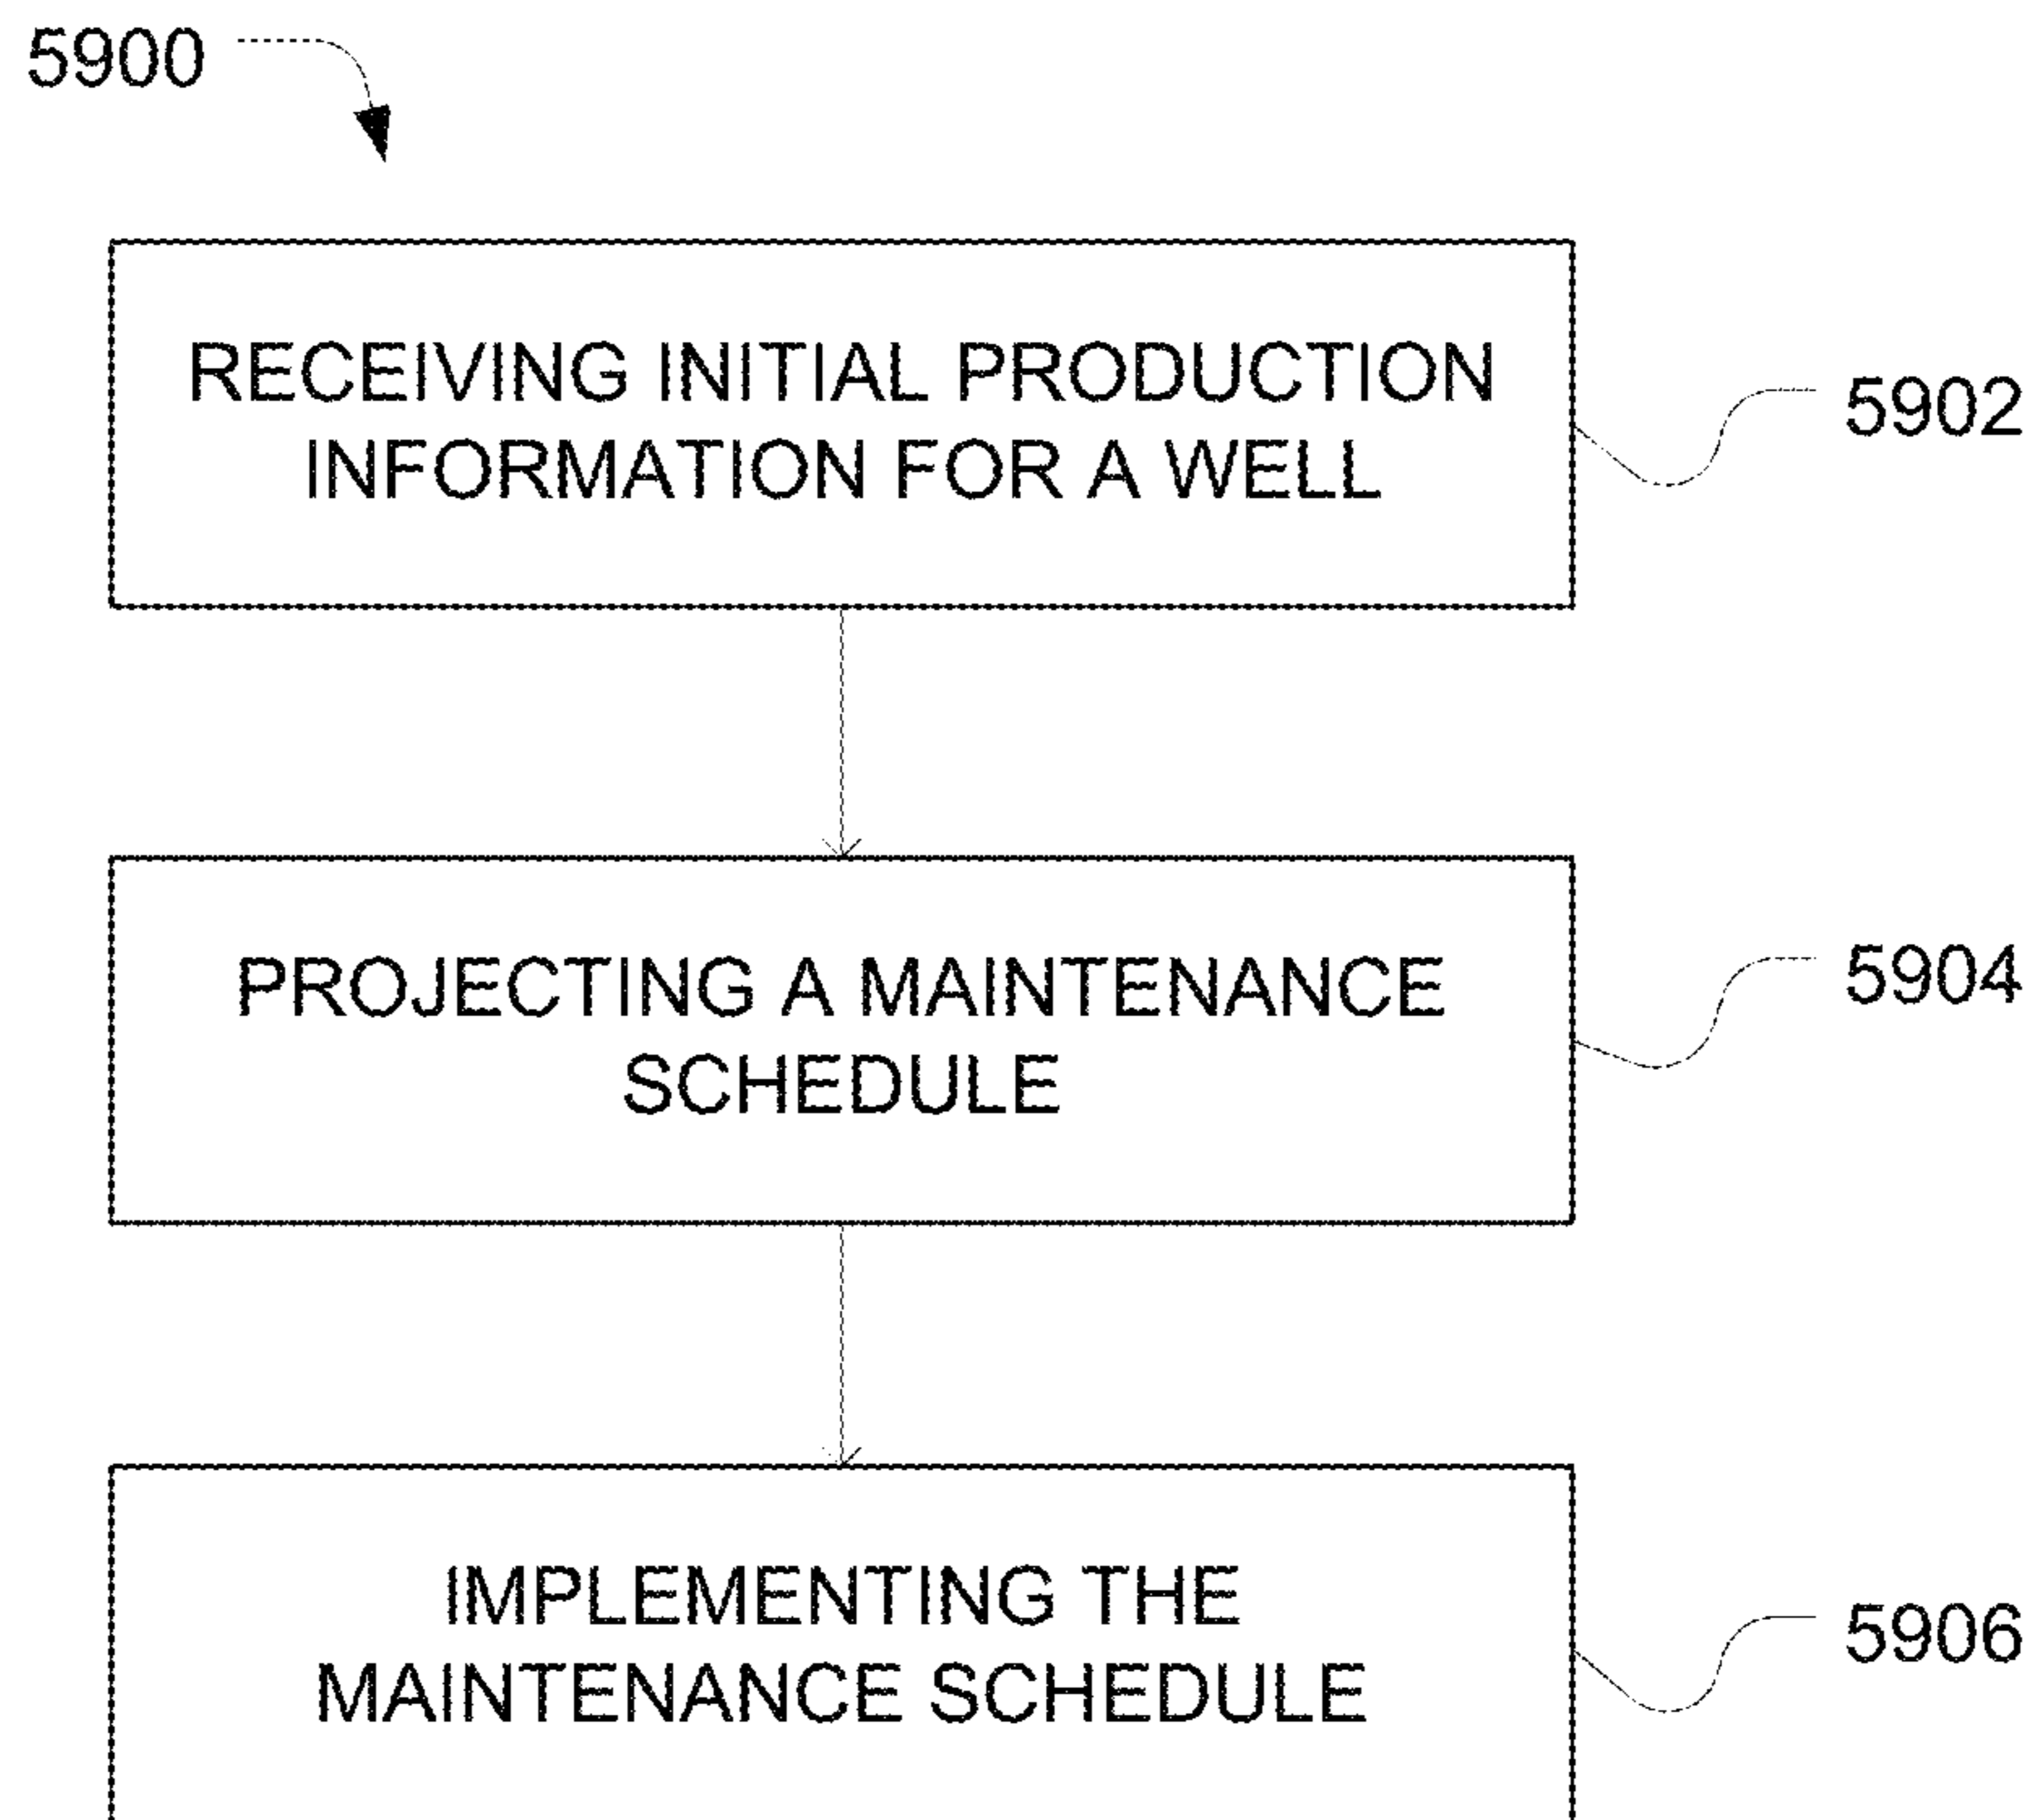 5900
RECEIVING INITIAL PRODUCTION
INFORMATION FOR A WELL
5902
PROJECTING A MAINTENANCE
SCHEDULE
5904
IMPLEMENTING THE
MAINTENANCE SCHEDULE
5906